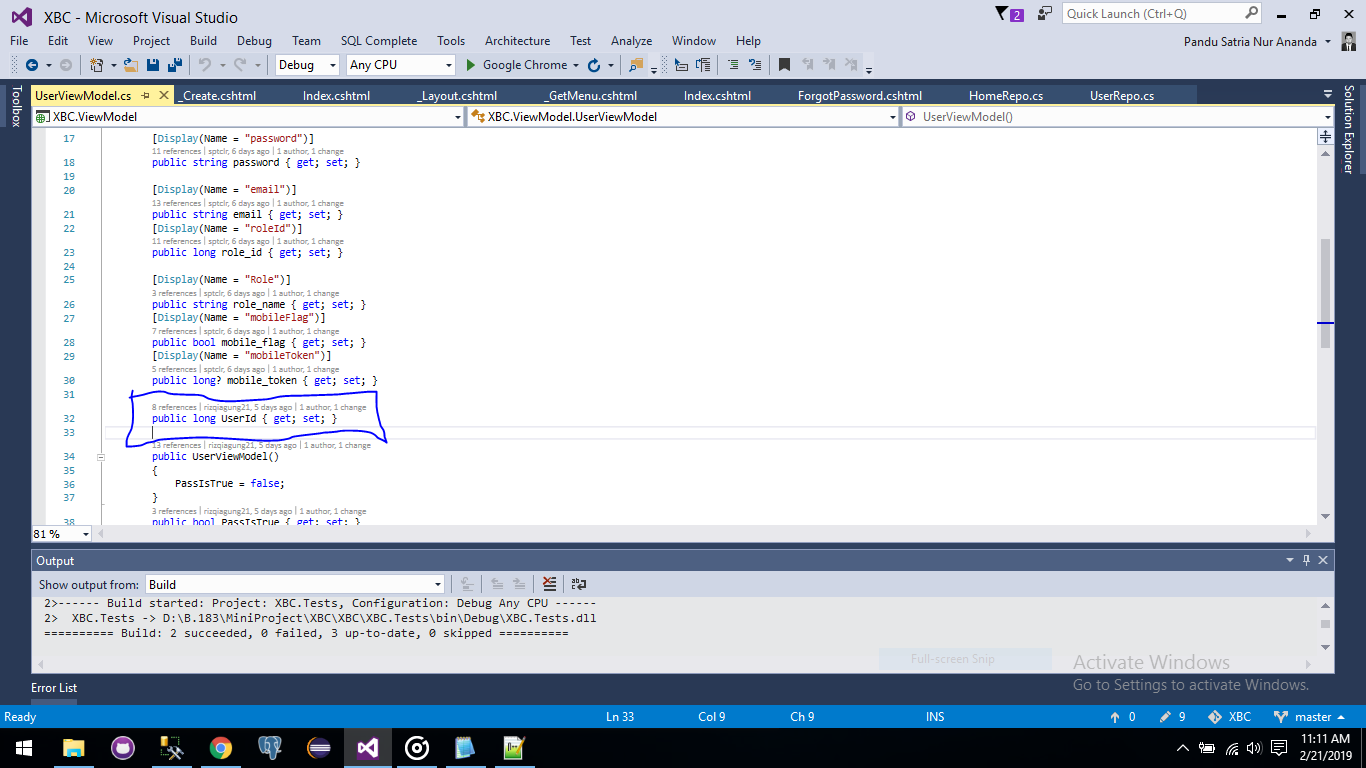 XBC - Microsoft Visual Studio
2
Quick Launch (Ctrl+Q)
File Edit View Project Build Debug Team SQL Complete Tools Architecture Test Analyze Window Help
Pandu Satria Nur Ananda
Debug Any CPU Google Chrome
Toolbox
UserViewModel.cs _Create.cshtml Index.cshtml _Layout.cshtml _GetMenu.cshtml Index.cshtml ForgotPassword.cshtml HomeRepo.cs UserRepo.cs
Solution Explorer
XBC.ViewModel XBC.ViewModel.UserViewModel UserViewModel()
17 [Display(Name = "password")]
11 references | sptclr, 6 days ago | 1 author, 1 change
18 public string password { get; set; }
19
20 [Display(Name = "email")]
13 references | sptclr, 6 days ago | 1 author, 1 change
21 public string email { get; set; }
22 [Display(Name = "roleId")]
11 references | sptclr, 6 days ago | 1 author, 1 change
23 public long role_id { get; set; }
24
25 [Display(Name = "Role")]
3 references | sptclr, 6 days ago | 1 author, 1 change
26 public string role_name { get; set; }
27 [Display(Name = "mobileFlag")]
7 references | sptclr, 6 days ago | 1 author, 1 change
28 public bool mobile_flag { get; set; }
29 [Display(Name = "mobileToken")]
5 references | sptclr, 6 days ago | 1 author, 1 change
30 public long? mobile_token { get; set; }
31
8 references | rizqiagung21, 5 days ago | 1 author, 1 change
32 public long UserId { get; set; }
33
13 references | rizqiagung21, 5 days ago | 1 author, 1 change
34 public UserViewModel()
35 {
36 PassIsTrue = false;
37 }
3 references | rizqiagung21, 5 days ago | 1 author, 1 change
38 public bool PassIsTrue { get; set; }
81 %
Output
Show output from: Build
2>------ Build started: Project: XBC.Tests, Configuration: Debug Any CPU ------
2> XBC.Tests -> D:\B.183\MiniProject\XBC\XBC\XBC.Tests\bin\Debug\XBC.Tests.dll
========== Build: 2 succeeded, 0 failed, 3 up-to-date, 0 skipped ==========
Full-screen Snip
Activate Windows
Go to Settings to activate Windows.
Error List
Ready Ln 33 Col 9 Ch 9 INS 0 9 XBC master
11:11 AM
2/21/2019